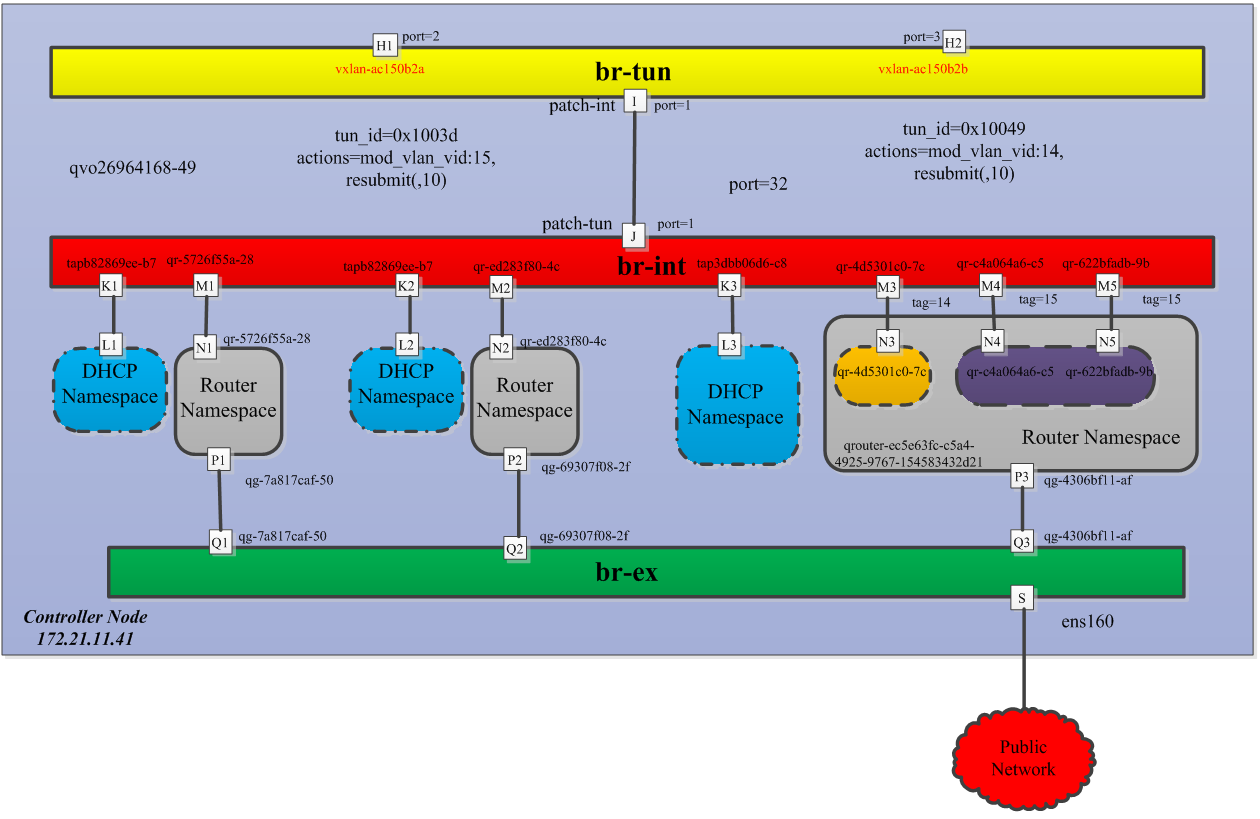 port=2
port=3
H1
H2
vxlan-ac150b2a
br-tun
vxlan-ac150b2b
patch-int
I
port=1
tun_id=0x1003d
actions=mod_vlan_vid:15,
resubmit(,10)
tun_id=0x10049
actions=mod_vlan_vid:14,
resubmit(,10)
qvo26964168-49
port=32
patch-tun
port=1
J
br-int
tapb82869ee-b7
qr-5726f55a-28
tapb82869ee-b7
qr-ed283f80-4c
tap3dbb06d6-c8
qr-4d5301c0-7c
qr-c4a064a6-c5
qr-622bfadb-9b
K1
M1
K2
M2
K3
M3
M4
M5
tag=14
tag=15
tag=15
L1
N1
qr-5726f55a-28
L2
N2
qr-ed283f80-4c
L3
N3
N4
N5
DHCP
Namespace
Router
Namespace
DHCP
Namespace
Router
Namespace
DHCP
Namespace
qr-4d5301c0-7c
qr-c4a064a6-c5
qr-622bfadb-9b
Router Namespace
qrouter-ec5e63fc-c5a4-
4925-9767-154583432d21
P1
qg-7a817caf-50
P2
qg-69307f08-2f
P3
qg-4306bf11-af
Q1
qg-7a817caf-50
Q2
qg-69307f08-2f
Q3
qg-4306bf11-af
br-ex
S
ens160
Controller Node
172.21.11.41
Public
Network